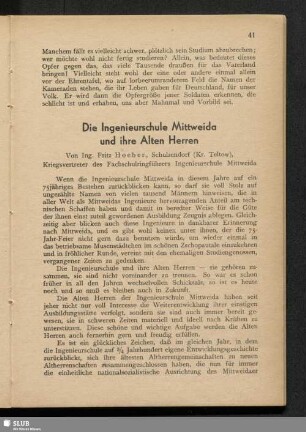 41
Manchem fällt es vielleicht schwer, plötzlich sein Studium abzubrechen;
wer möchte wohl nicht fertig studieren? Allein, was bedeutet dieses
Opfer gegen das, das viele Tausende draußen für das Vaterland
bringen! Vielleicht steht wohl der eine oder andere einmal allein
vor der Ehrentafel, wo auf lorbeerumranderem Feld die Namen der
Kameraden stehen, die ihr Leben gaben für Deutschland, für unser
Volk. Er wird dann die Opfergröße jener Soldaten erkennen, die
schlicht ist und erhaben, uns aber Mahnmal und Vorbild sei.
Die Ingenieurschule Mittweida
und ihre Alten Herren
Von Ing. Fritz Hoeber, Schulzendorf (Kr. Teltow),
Kriegsvertreter des Fachschulringführers Ingenieurschule Mittweida
Wenn die Ingenieurschule Mittweida in diesem Jahre auf ein
75jähriges Bestehen zurückblicken kann, so darf sie voll Stolz auf
ungezählte Namen von vielen tausend Männern schauen, die in
aller Welt als Mittweidaer Ingenieure hervorragenden Anteil am tech-
nischen Schaffen haben und damit in beredter Weise für die Güte
der ihnen einst dort gewordenen Ausbildung Zeugnis ablegen. Gleich-
zeitig aber schauen auch diese Ingenieure in dankbarer Erinnerung
nach Mittweida, und es gibt wohl keinen unter ihnen, der die 75-
Jahr-Feier nicht gern dazu benutzen würde, um wieder einmal in
das betriebsame Musenstädtchen im schönen Zschopautale einzukehren
und in fröhlicher Runde, vereint mit den ehemaligen Studiengenossen,
vergangener Zeiten zu gedenken.
Die Ingenieurschule und ihre Alten Herren — sie gehören zu-
sammen, sie sind nicht voneinander zu trennen. So war es schon
früher in all den Jahren wechselvollen Schicksals; so ist es heute
noch und so muß es bleiben auch in Zukunft.
Die Alten Herren der Ingenieurschule Mittweida haben seit
jeher nicht nur voll Interesse die Weiterentwicklung ihrer einstigen
Ausbildungsstätte verfolgt, sondern sie sind auch immer bereit ge-
wesen, sie in schweren Zeiten materiell und ideell nach Kräften zu
unterstützen. Diese schöne und wichtige Aufgabe werden die Alten
Herren auch fernerhin gern und freudig erfüllen.
Es ist ein glückliches Zeichen, daß im gleichen Jahre, in dem
die Ingenieurschule auf ¾ Jahrhundert eigene Entwicklungsgeschichte
zurückblickt, sich ihre älteren Altherrengemeinschaften zu neuen
Altherrenschaften zusammengeschlossen haben, die nun für immer
die einheitliche nationalsozialistische Ausrichtung des Mittweidaer
SLUB